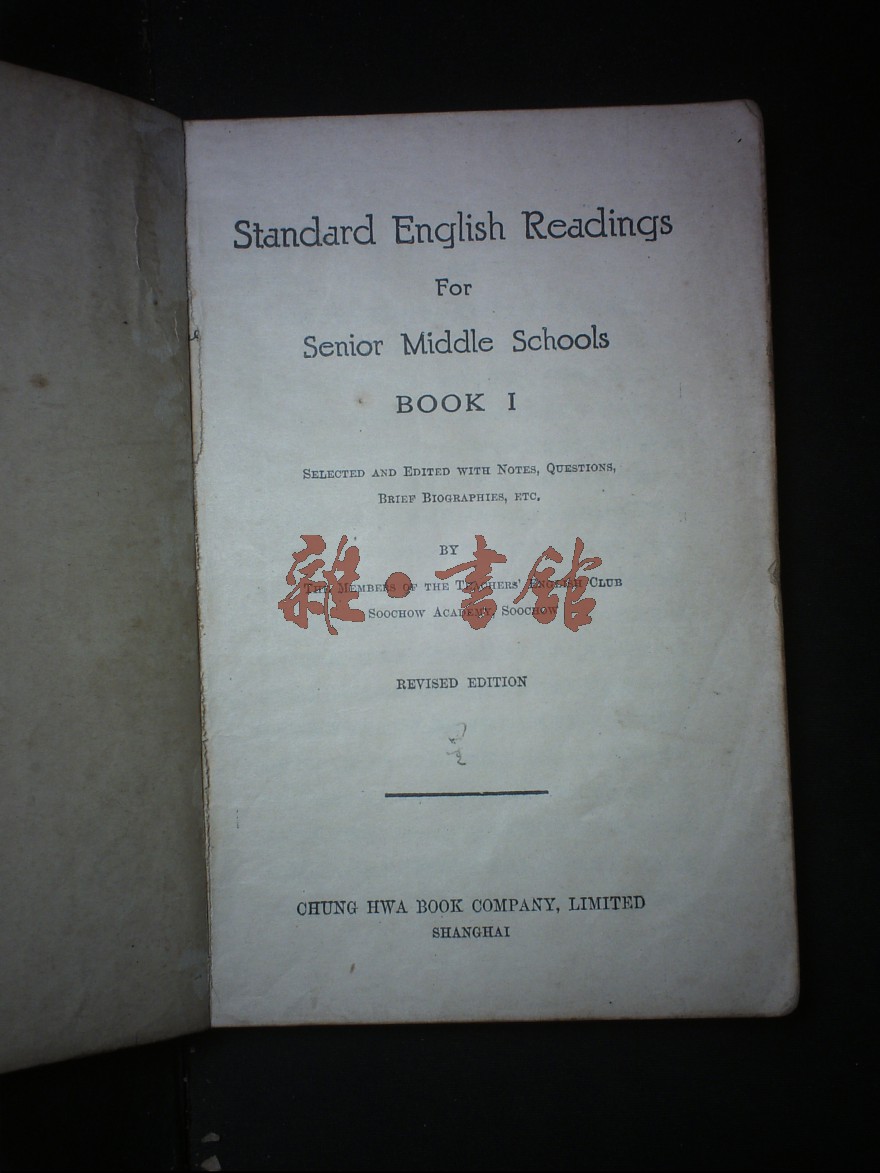 Standard English Readings
For
Senior Middle Schools
BOOK I
SELECTED AND EDITED WITH NOTES, QUESTIONS,
BRIEF BIOGRAPHIES, ETC.
BY
THE MEMBERS OF THE TEACHERS' ENGLISH CLUB
SOOCHOW ACADEMY, SOOCHOW
雜·書館
REVISED EDITION
CHUNG HWA BOOK COMPANY, LIMITED
SHANGHAI